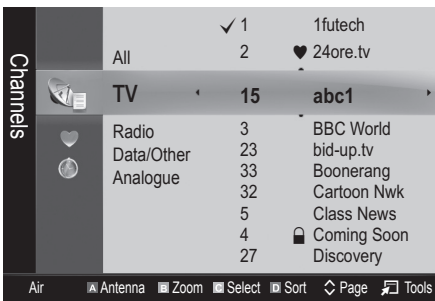 Channels
✓ 1 1futech
All 2 ♥ 24ore.tv
TV 15 abc1
Radio 3 BBC World
Data/Other 23 bid-up.tv
Analogue 33 Boonerang
32 Cartoon Nwk
5 Class News
4 Coming Soon
27 Discovery
Air A Antenna B Zoom C Select D Sort Page Tools